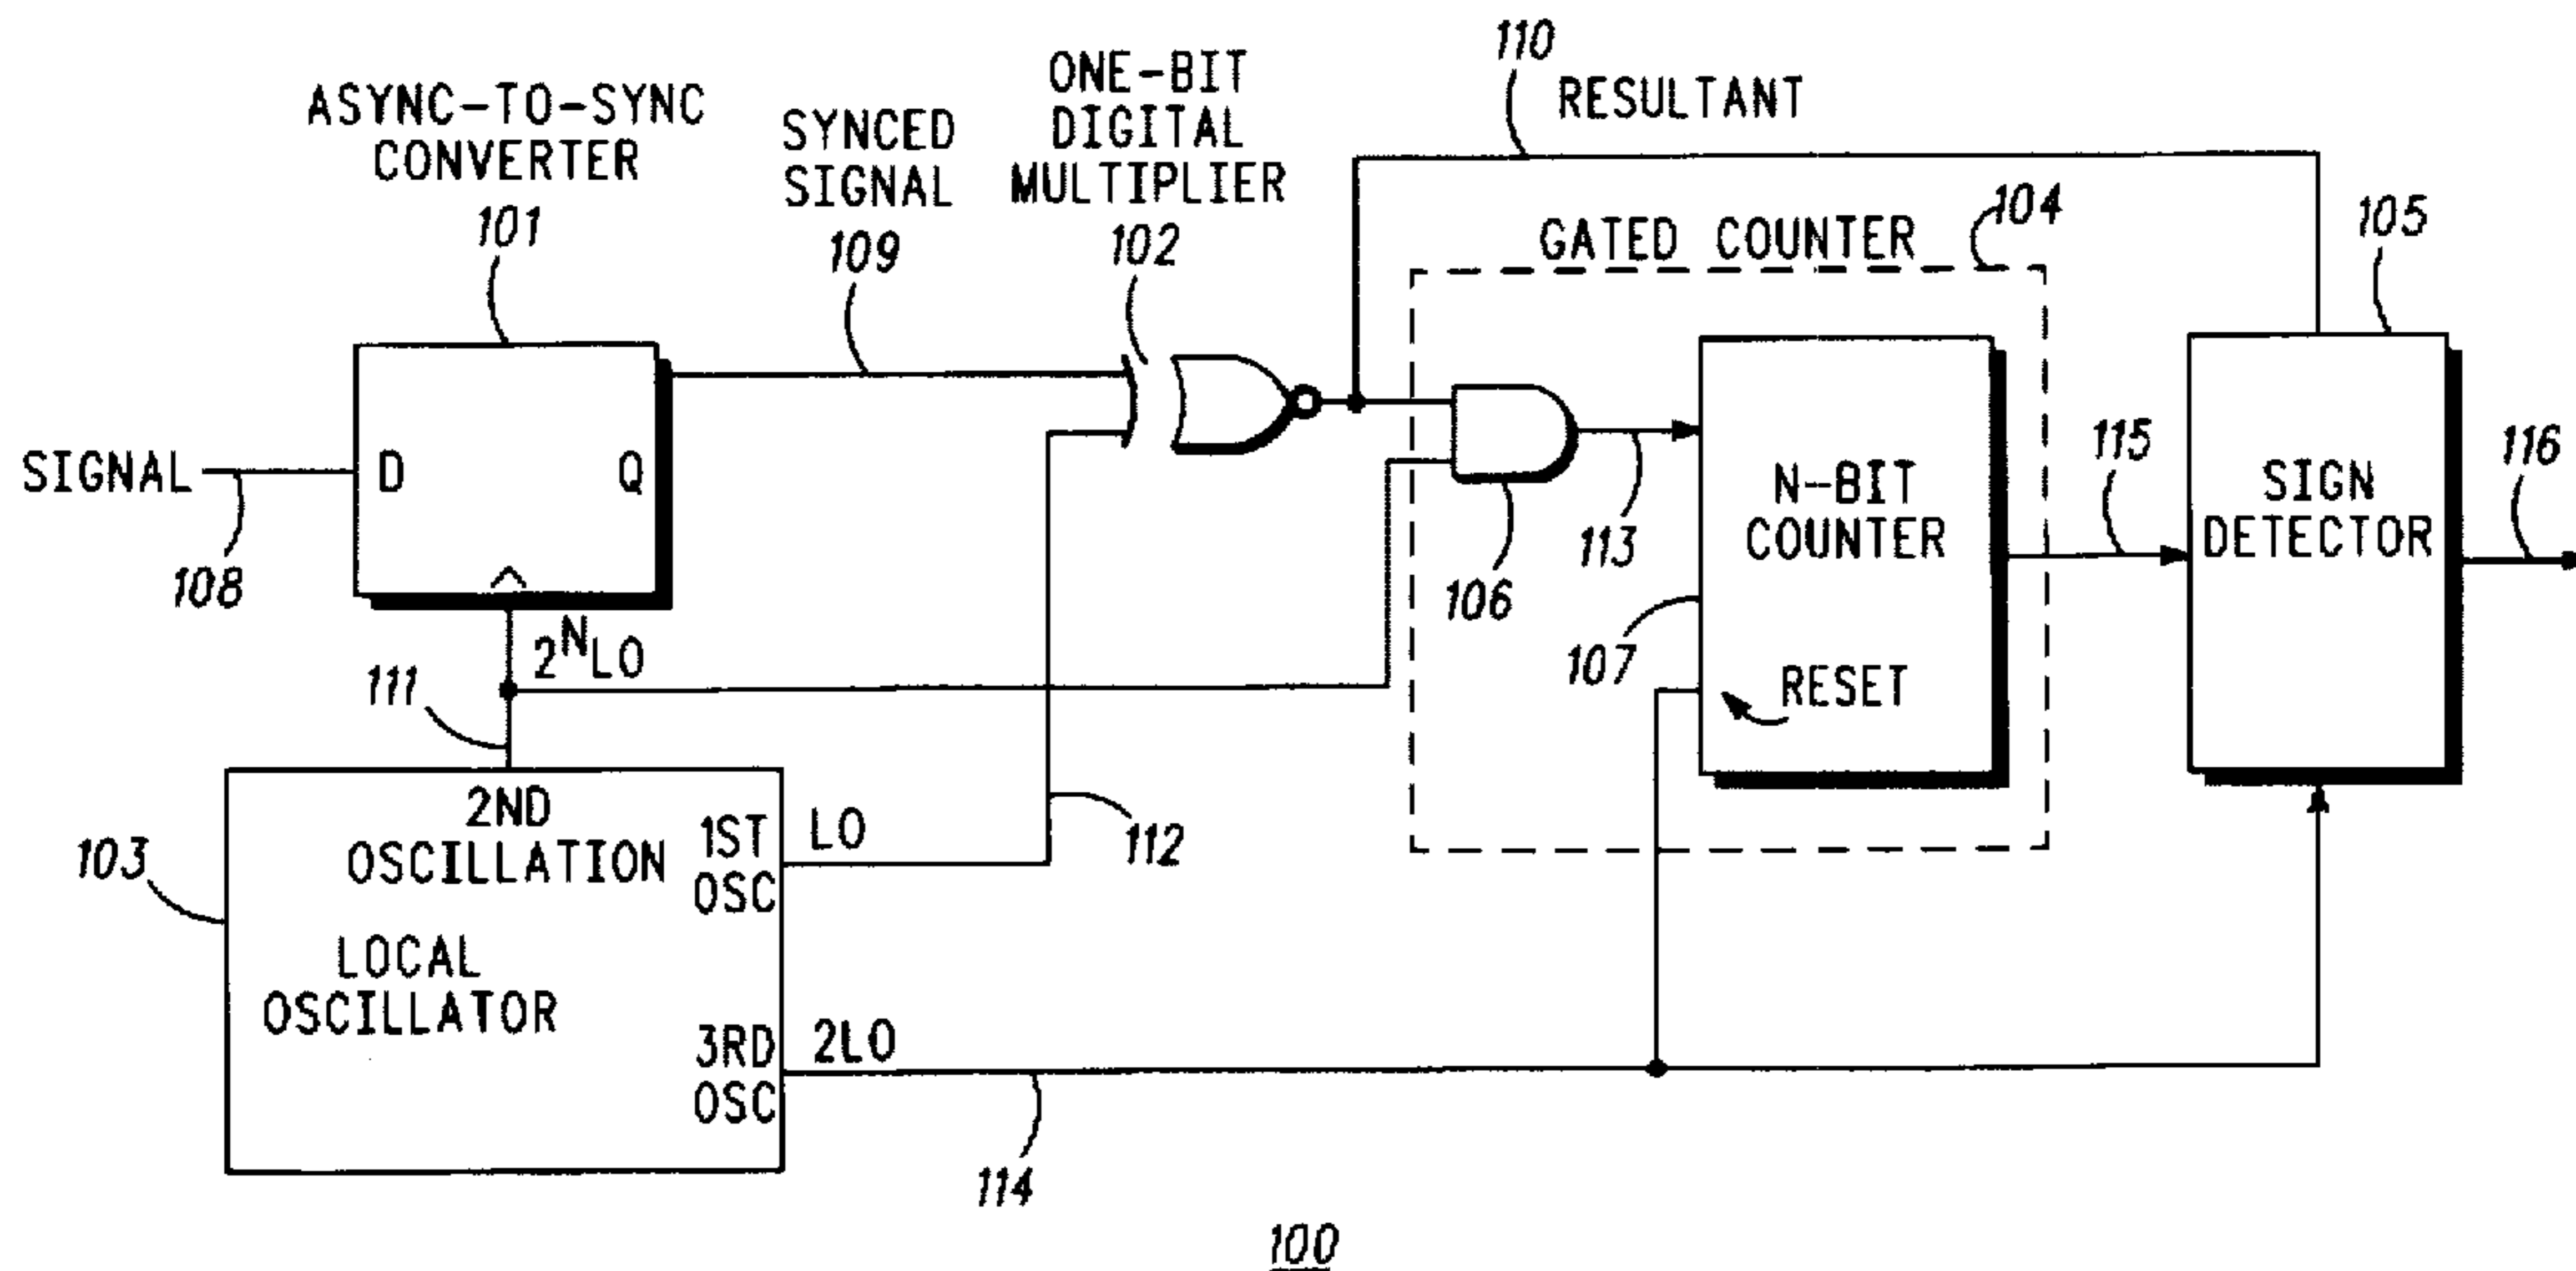 110
RESULTANT
ASYNC-TO-SYNC
CONVERTER
101
SYNCED
SIGNAL
109
ONE-BIT
DIGITAL
MULTIPLIER
102
GATED COUNTER
104
105
SIGNAL
108
D
Q
2^N LO
111
106
113
N-BIT
COUNTER
107
RESET
115
SIGN
DETECTOR
116
103
2ND
OSCILLATION
1ST
OSC
LO
112
LOCAL
OSCILLATOR
3RD
OSC
2LO
114
100